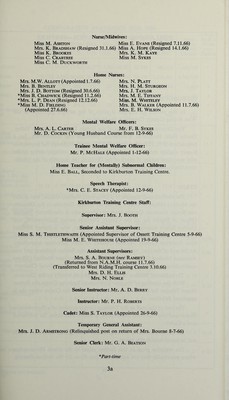 Nurse/Midwives:
Miss M. Ashton
Miss E. Evans (Resigned 7.11.66)
Mrs. K. Bradshaw (Resigned 31.1.66)
Miss A. Hope (Resigned 14.1.66)
Miss K. Brookes
Mrs. K. M. Kaye
Miss C. Crabtree
Miss M. Sykes
Miss C. M. Duckworth
Home Nurses:
Mrs. M.W. Allett (Appointed 1.7.66)
Mrs. N. Platt
Mrs. B. Bentley
Mrs. H. M. Sturgeon
Mrs. J. D. Bottom (Resigned 30.6.66)
Mrs. J. Taylor
*Miss B. Chadwick (Resigned 11.2.66)
Mrs. M. E. Tiffany
*Mrs. L. P. Dean (Resigned 12.12.66)
Miss. M. Whiteley
*Miss M. D. Fielding
Mrs. B. Walker (Appointed 11.7.66)
(Appointed 27.6.66)
Mrs. E. H. Wilson
Mental Welfare Officers:
Mrs. A. L. Carter
Mr. F. B. Sykes
Mr. D. Cockin (Young Husband Course from 12-9-66)
Trainee Mental Welfare Officer:
Mr. P. McHale (Appointed 1-12-66)
Home Teacher for (Mentally) Subnormal Children:
Miss E. Ball, Seconded to Kirkburton Training Centre.
Speech Therapist:
*Mrs. C. E. Stacey (Appointed 12-9-66)
Kirkburton Training Centre Staff:
Supervisor: Mrs. J. Booth
Senior Assistant Supervisor:
Miss S. M. Thistlethwaite (Appointed Supervisor of Ossett Training Centre 5-9-66)
Miss M. E. Whitehouse (Appointed 19-9-66)
Assistant Supervisors:
Mrs. S. A. Bourne (née Ramsey)
(Returned from N.A.M.H. course 11.7.66)
(Transferred to West Riding Training Centre 3.10.66)
Mrs. D. H. Ellis
Mrs. N. Noble
Senior Instructor: Mr. A. D. Berry
Instructor: Mr. P. H. Roberts
Cadet: Miss S. Taylor (Appointed 26-9-66)
Temporary General Assistant:
Mrs. J. D. Armstrong (Relinquished post on return of Mrs. Bourne 8-7-66)
Senior Clerk: Mr. G. A. Beaton
*Part-time
3a